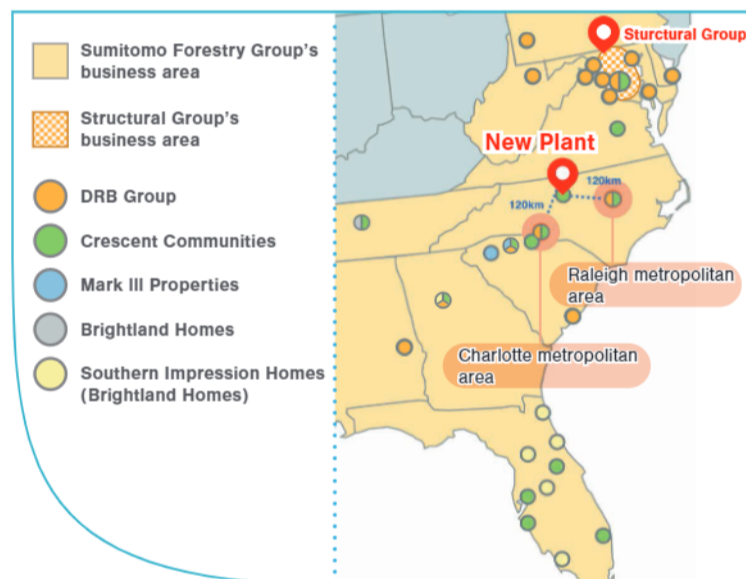 Sumitomo Forestry Group's
business area
Structural Group's
business area
DRB Group
Crescent Communities
Mark III Properties
Brightland Homes
Southern Impression Homes
(Brightland Homes)
Sturctural Group
New Plant
120km
120km
Raleigh metropolitan
area
Charlotte metropolitan
area